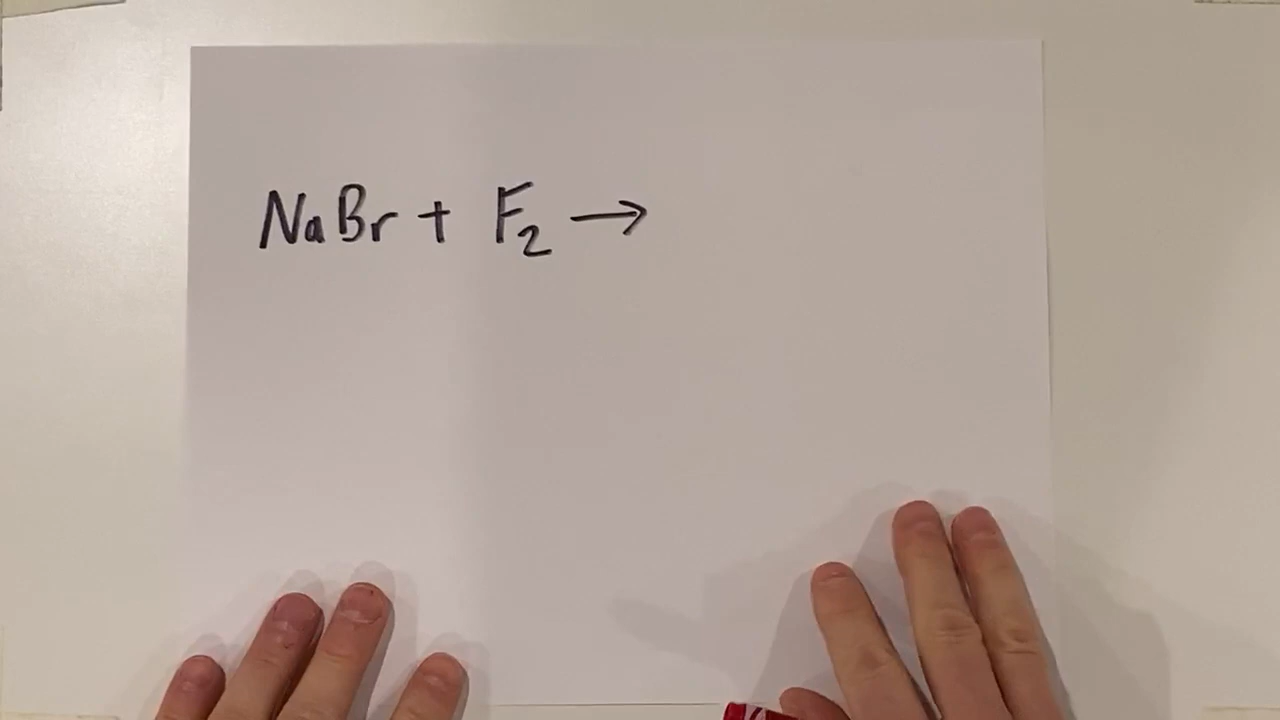 NaBr + F₂ →